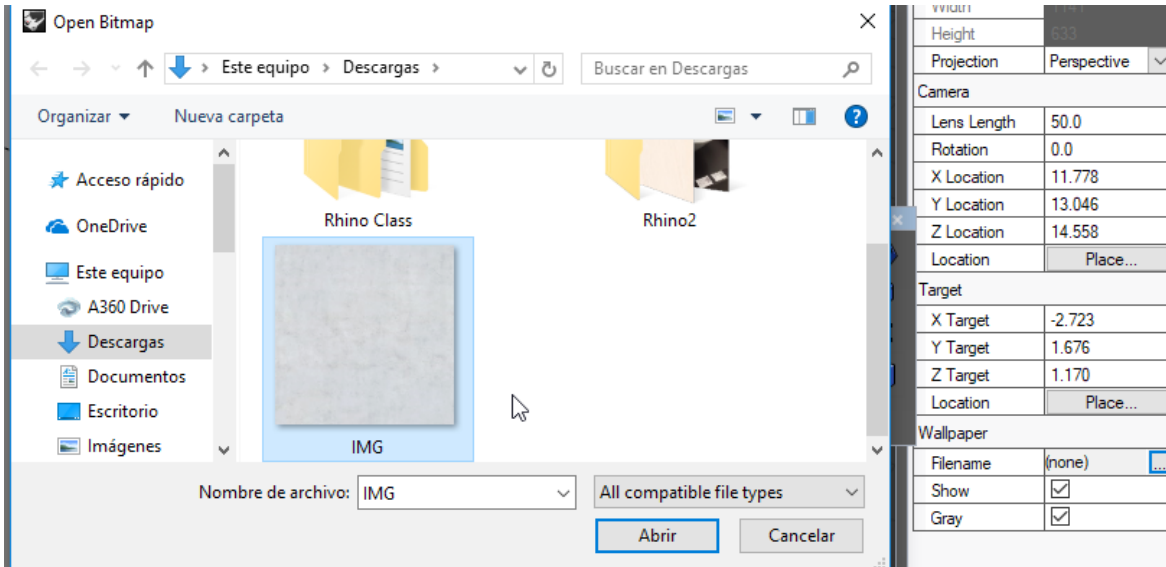 Open Bitmap
Este equipo > Descargas >
Buscar en Descargas
Organizar
Nueva carpeta
Acceso rápido
OneDrive
Este equipo
A360 Drive
Descargas
Documentos
Escritorio
Imágenes
Rhino Class
Rhino2
IMG
Nombre de archivo: IMG
All compatible file types
Abrir
Cancelar
Width 1141
Height 633
Projection Perspective
Camera
Lens Length 50.0
Rotation 0.0
X Location 11.778
Y Location 13.046
Z Location 14.558
Location Place...
Target
X Target -2.723
Y Target 1.676
Z Target 1.170
Location Place...
Wallpaper
Filename (none) ...
Show
Gray